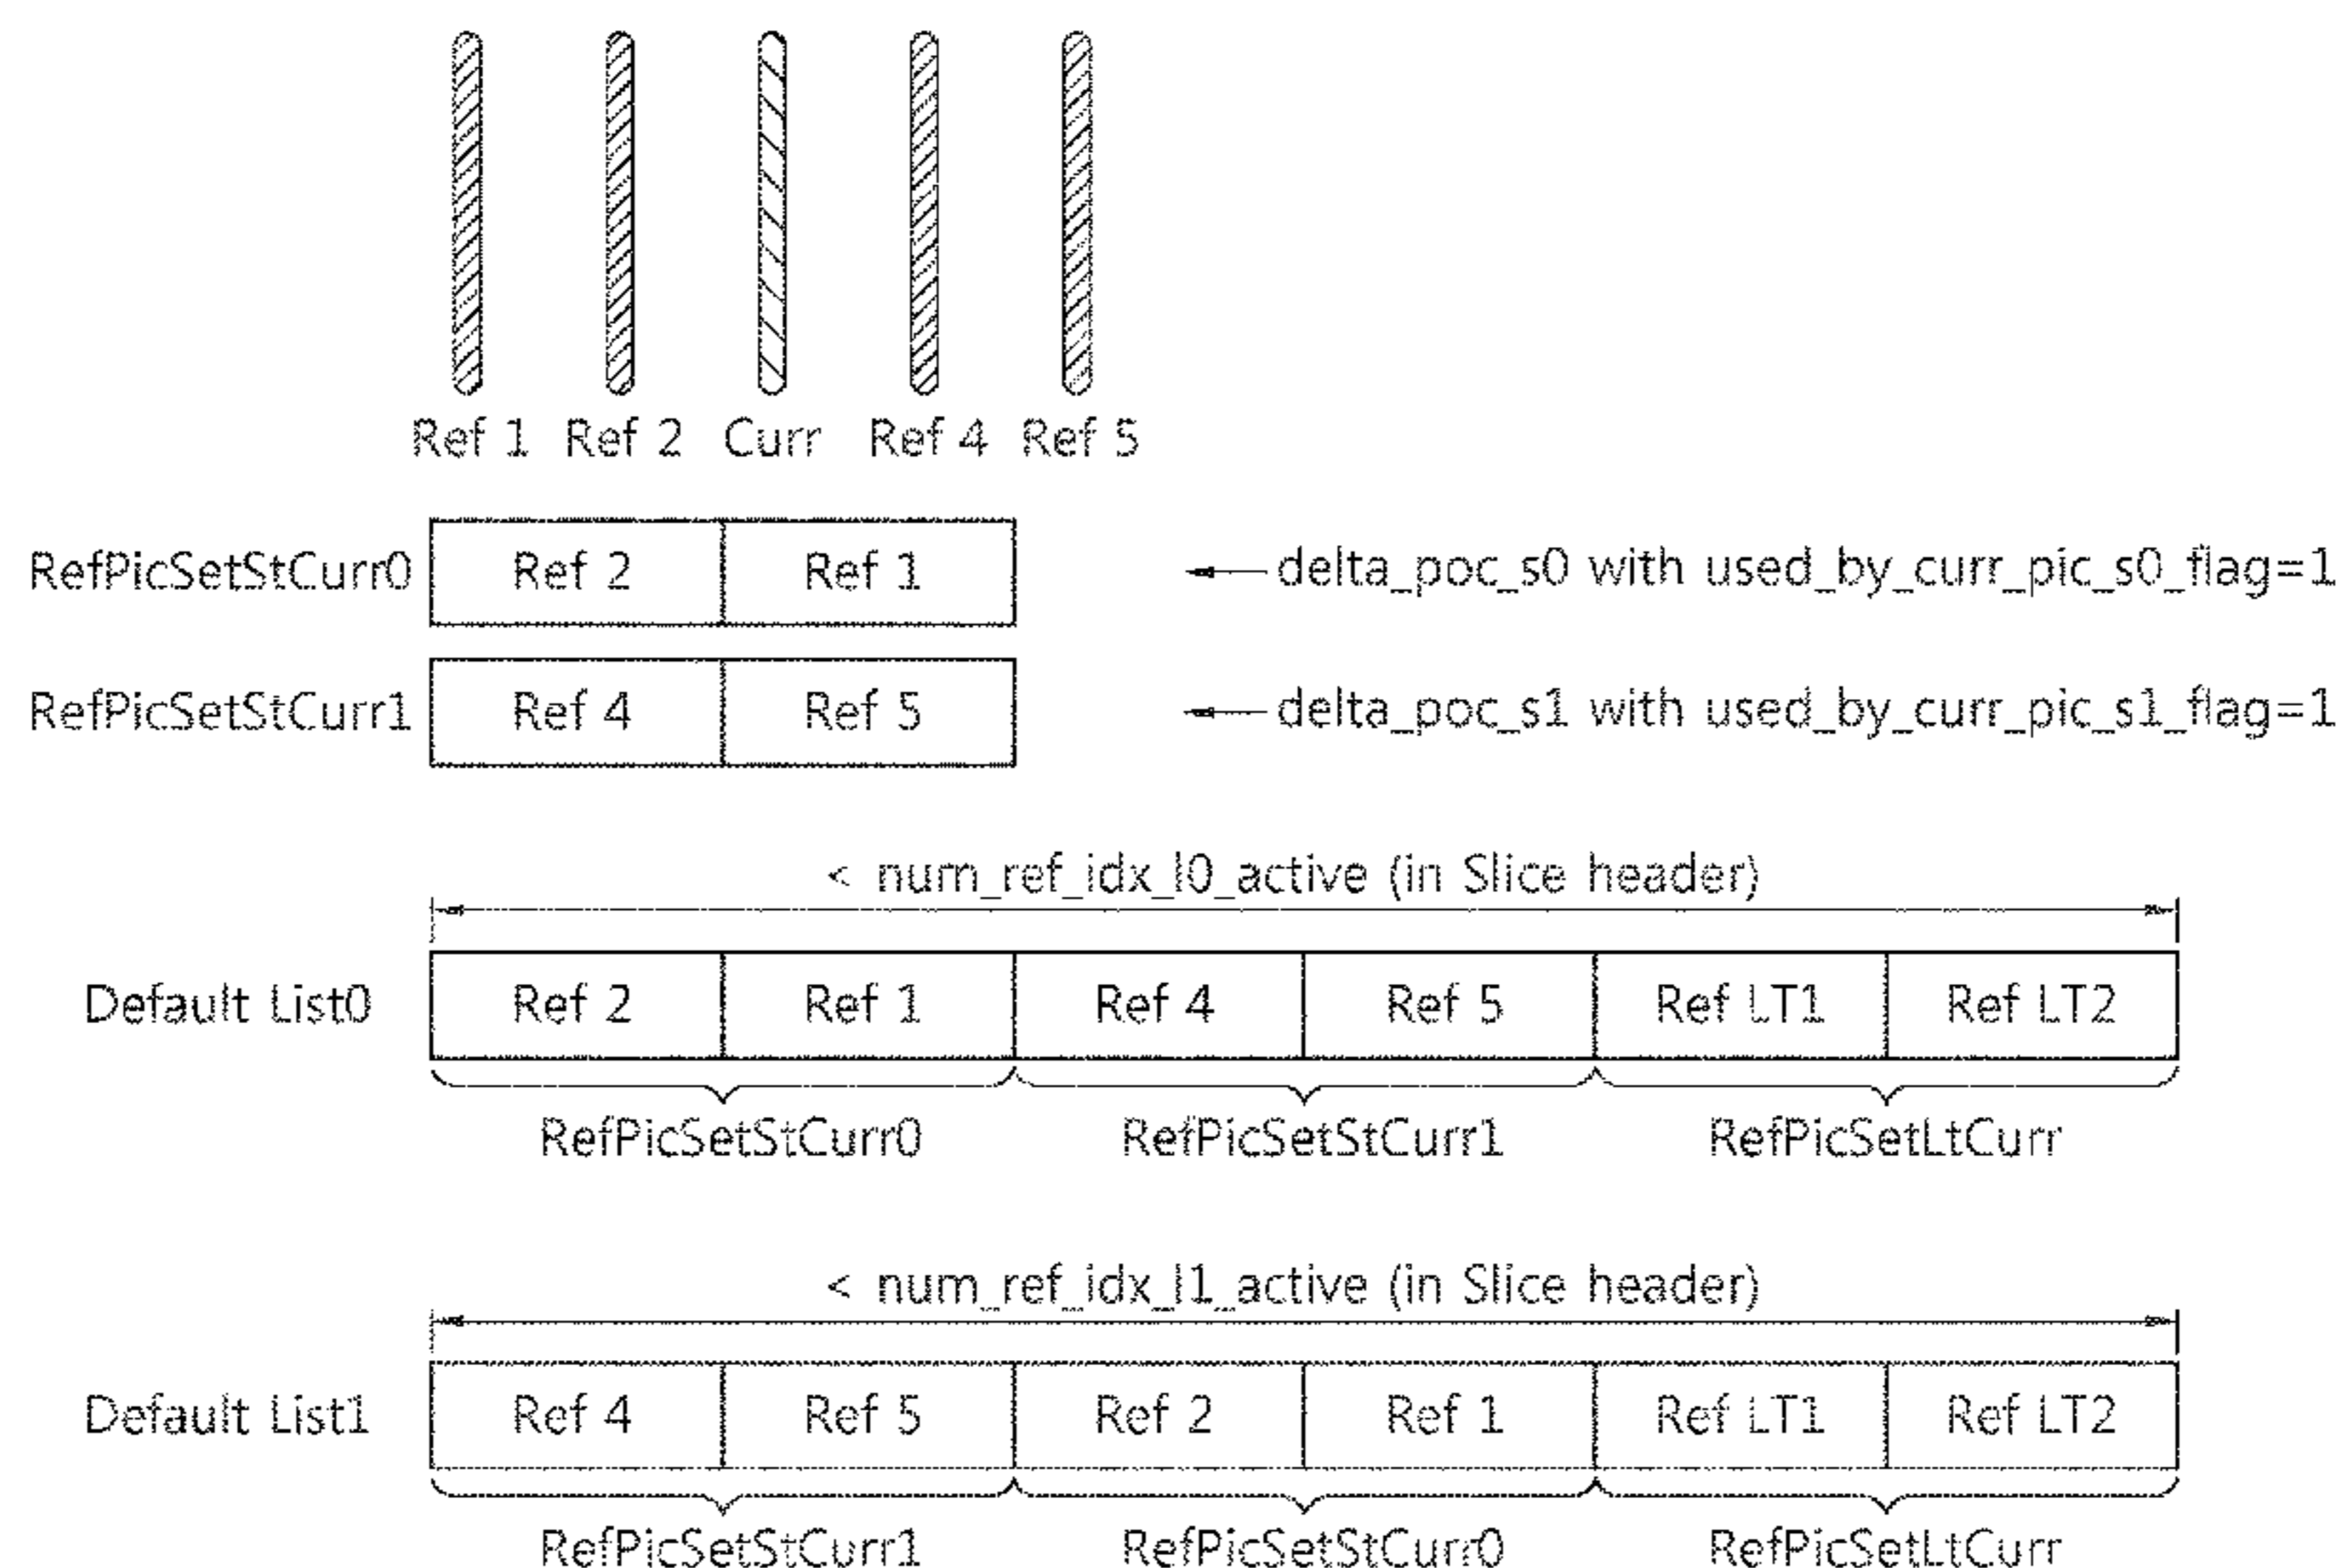 Ref 1 Ref 2 Curr Ref 4 Ref 5
RefPicSetStCurr0 Ref 2 Ref 1 delta_poc_s0 with used_by_curr_pic_s0_flag=1
RefPicSetStCurr1 Ref 4 Ref 5 delta_poc_s1 with used_by_curr_pic_s1_flag=1
< num_ref_idx_l0_active (in Slice header)
Default List0 Ref 2 Ref 1 Ref 4 Ref 5 Ref LT1 Ref LT2
RefPicSetStCurr0 RefPicSetStCurr1 RefPicSetLtCurr
< num_ref_idx_l1_active (in Slice header)
Default List1 Ref 4 Ref 5 Ref 2 Ref 1 Ref LT1 Ref LT2
RefPicSetStCurr1 RefPicSetStCurr0 RefPicSetLtCurr